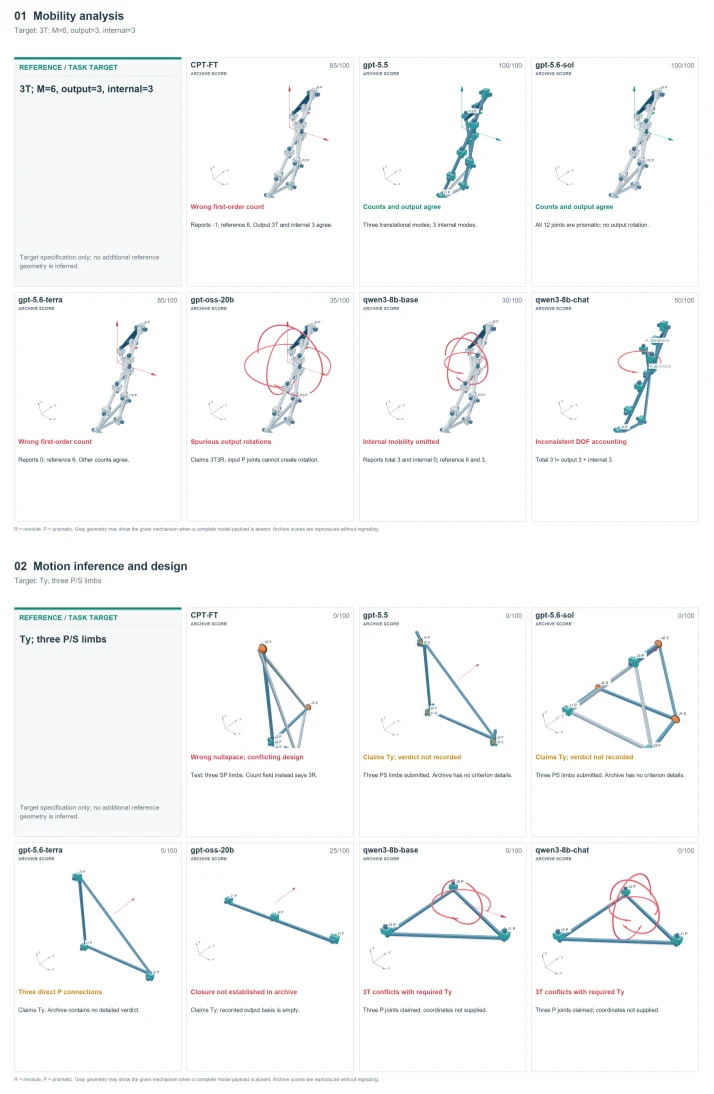 01 Mobility analysis
Target: 3T; M=6, output=3, internal=3
REFERENCE / TASK TARGET
3T; M=6, output=3, internal=3
Target specification only; no additional reference
geometry is inferred.
CPT-FT 85/100
ARCHIVE SCORE
Wrong first-order count
Reports -1; reference 6. Output 3T and internal 3 agree.
gpt-5.5 100/100
ARCHIVE SCORE
Counts and output agree
Three translational modes; 3 internal modes.
gpt-5.6-sol 100/100
ARCHIVE SCORE
Counts and output agree
All 12 joints are prismatic; no output rotation.
gpt-5.6-terra 85/100
ARCHIVE SCORE
Wrong first-order count
Reports 0; reference 6. Other counts agree.
gpt-oss-20b 35/100
ARCHIVE SCORE
Spurious output rotations
Claims 3T3R; input P joints cannot create rotation.
qwen3-8b-base 30/100
ARCHIVE SCORE
Internal mobility omitted
Reports total 3 and internal 0; reference 6 and 3.
qwen3-8b-chat 50/100
ARCHIVE SCORE
Inconsistent DOF accounting
Total 3 != output 3 + internal 3.
R = revolute, P = prismatic. Grey geometry may show the given mechanism when a complete model payload is absent. Archive scores are reproduced without regrading.
02 Motion inference and design
Target: Ty; three P/S limbs
REFERENCE / TASK TARGET
Ty; three P/S limbs
Target specification only; no additional reference
geometry is inferred.
CPT-FT 0/100
ARCHIVE SCORE
Wrong nullspace; conflicting design
Text: three SP limbs. Count field instead says 3R.
gpt-5.5 0/100
ARCHIVE SCORE
Claims Ty; verdict not recorded
Three PS limbs submitted. Archive has no criterion details.
gpt-5.6-sol 0/100
ARCHIVE SCORE
Claims Ty; verdict not recorded
Three PS limbs submitted. Archive has no criterion details.
gpt-5.6-terra 0/100
ARCHIVE SCORE
Three direct P connections
Claims Ty. Archive contains no detailed verdict.
gpt-oss-20b 25/100
ARCHIVE SCORE
Closure not established in archive
Claims Ty; recorded output basis is empty.
qwen3-8b-base 0/100
ARCHIVE SCORE
3T conflicts with required Ty
Three P joints claimed; coordinates not supplied.
qwen3-8b-chat 0/100
ARCHIVE SCORE
3T conflicts with required Ty
Three P joints claimed; coordinates not supplied.
R = revolute, P = prismatic. Grey geometry may show the given mechanism when a complete model payload is absent. Archive scores are reproduced without regrading.